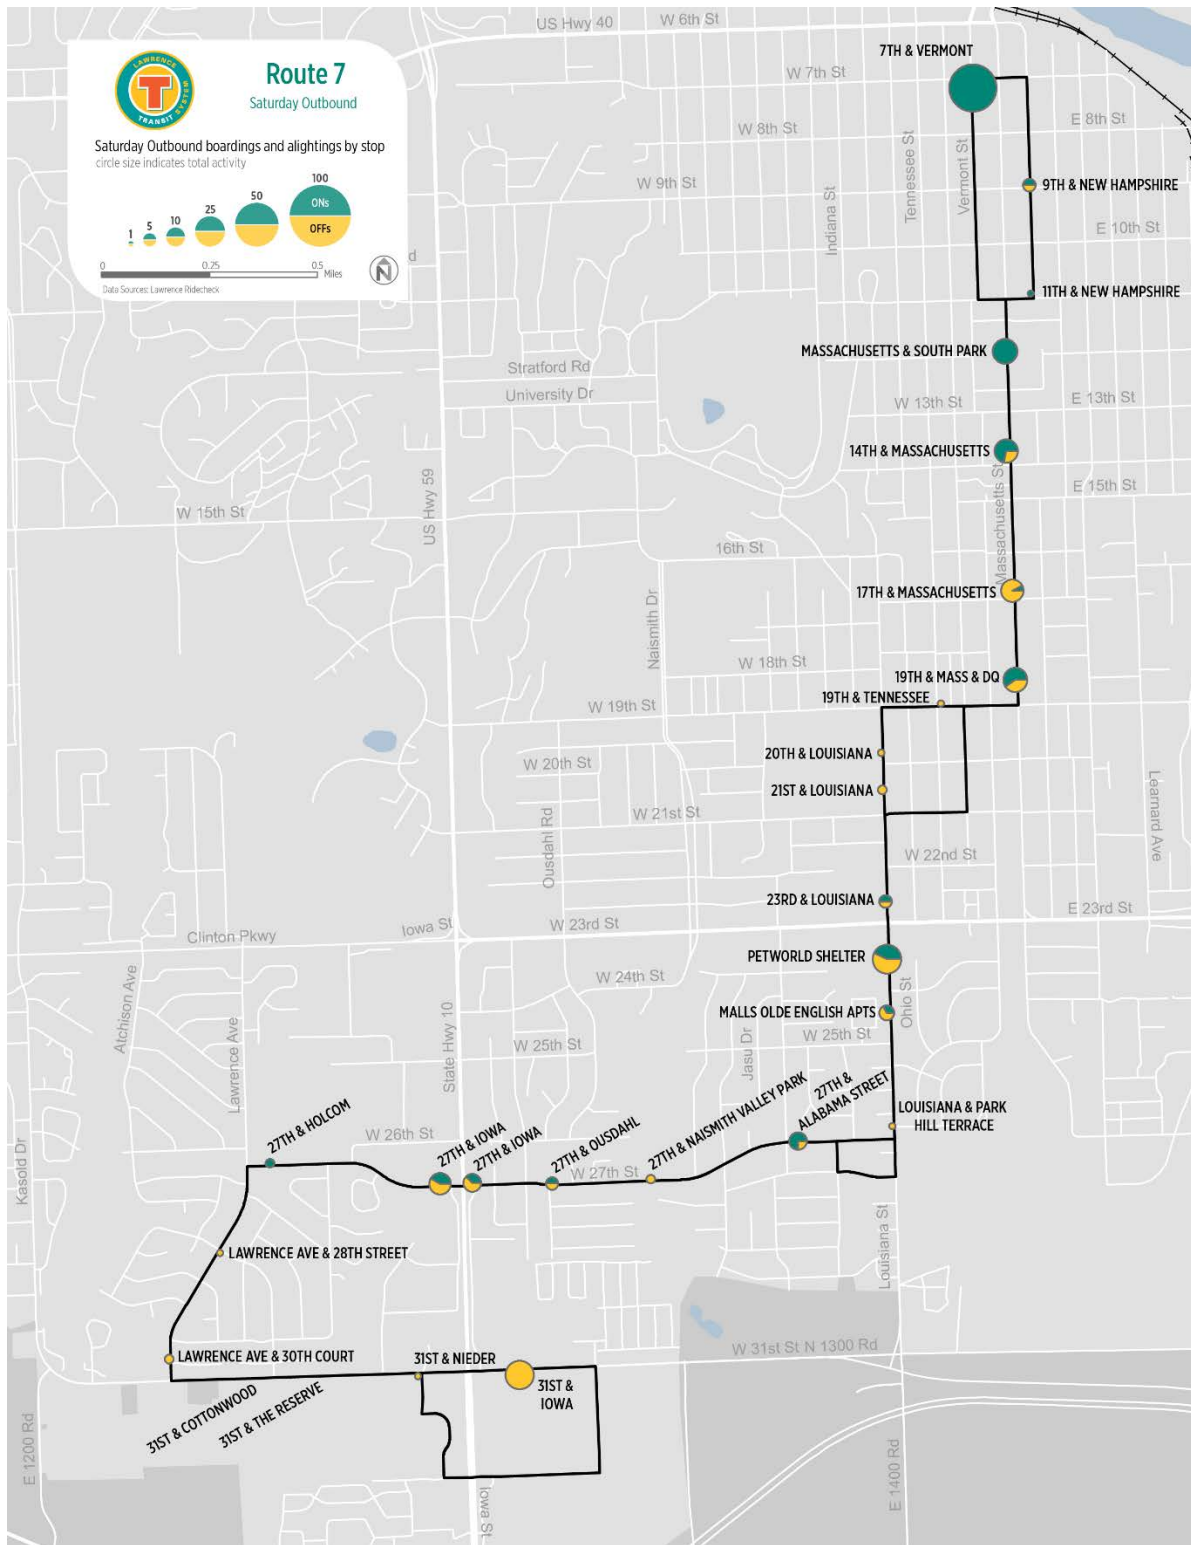 US Hwy 40
W 6th St
7TH & VERMONT
LAWRENCE
T
TRANSIT SYSTEM
Route 7
Saturday Outbound
Saturday Outbound boardings and alightings by stop
circle size indicates total activity
1
5
10
25
50
100
ONs
OFFs
0
0.25
0.5
Miles
N
Data Sources: Lawrence Ridecheck
d
W 7th St
W 8th St
E 8th St
W 9th St
Tennessee St
Vermont St
Indiana St
9TH & NEW HAMPSHIRE
E 10th St
11TH & NEW HAMPSHIRE
MASSACHUSETTS & SOUTH PARK
Stratford Rd
University Dr
W 13th St
E 13th St
14TH & MASSACHUSETTS
US Hwy 59
W 15th St
E 15th St
Massachusetts St
16th St
17TH & MASSACHUSETTS
Naismith Dr
W 18th St
19TH & MASS & DQ
19TH & TENNESSEE
W 19th St
20TH & LOUISIANA
W 20th St
21ST & LOUISIANA
W 21st St
Ousdahl Rd
Learnard Ave
W 22nd St
23RD & LOUISIANA
E 23rd St
W 23rd St
Iowa St
Clinton Pkwy
PETWORLD SHELTER
W 24th St
Atchison Ave
Ohio St
MALLS OLDE ENGLISH APTS
W 25th St
W 25th St
Jasu Dr
State Hwy 10
Lawrence Ave
27TH &
ALABAMA STREET
LOUISIANA & PARK
HILL TERRACE
27TH & HOLCOM
W 26th St
27TH & IOWA
27TH & IOWA
27TH & OUSDAHL
27TH & NAISMITH VALLEY PARK
W 27th St
Kasold Dr
LAWRENCE AVE & 28TH STREET
Louisiana St
LAWRENCE AVE & 30TH COURT
W 31st St N 1300 Rd
31ST & NIEDER
31ST &
IOWA
31ST & COTTONWOOD
31ST & THE RESERVE
E 1200 Rd
E 1400 Rd
Iowa St